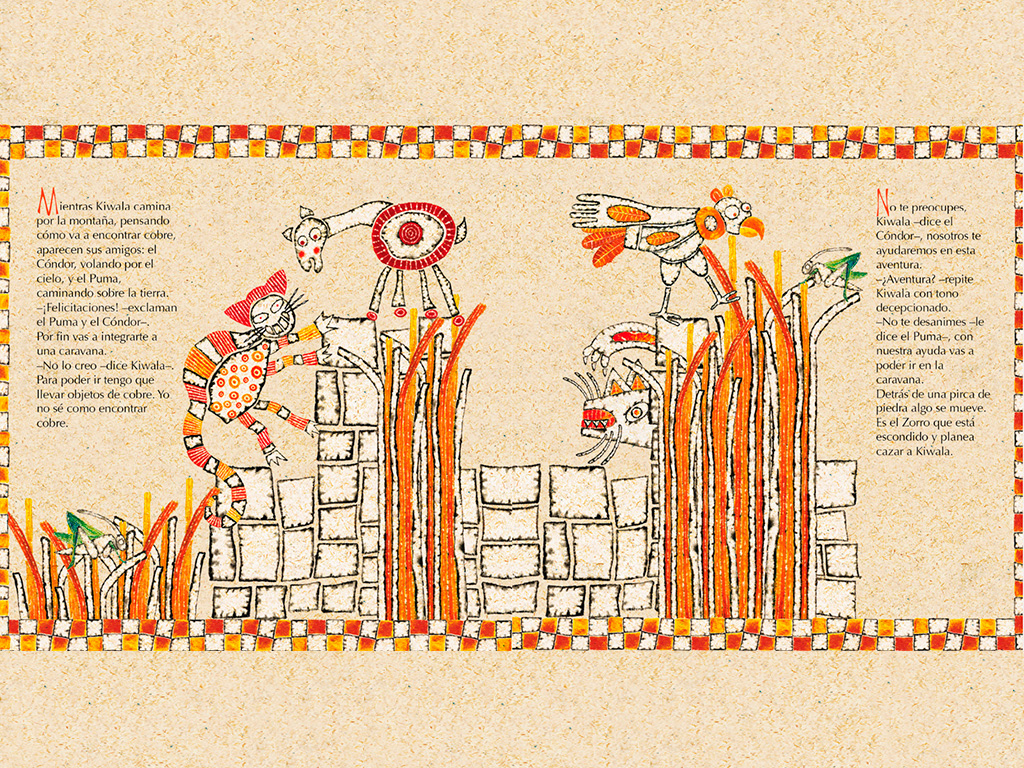 Mientras Kiwala camina
por la montaña, pensando
cómo va a encontrar cobre,
aparecen sus amigos: el
Cóndor, volando por el
cielo, y el Puma,
caminando sobre la tierra.
–¡Felicitaciones! –exclaman
el Puma y el Cóndor–.
Por fin vas a integrarte a
una caravana.
–No lo creo –dice Kiwala–.
Para poder ir tengo que
llevar objetos de cobre. Yo
no sé como encontrar
cobre.
No te preocupes,
Kiwala –dice el
Cóndor–, nosotros te
ayudaremos en esta
aventura.
–¿Aventura? –repite
Kiwala con tono
decepcionado.
–No te desanimes –le
dice el Puma–, con
nuestra ayuda vas a
poder ir en la
caravana.
Detrás de una pirca de
piedra algo se mueve.
Es el Zorro que está
escondido y planea
cazar a Kiwala.